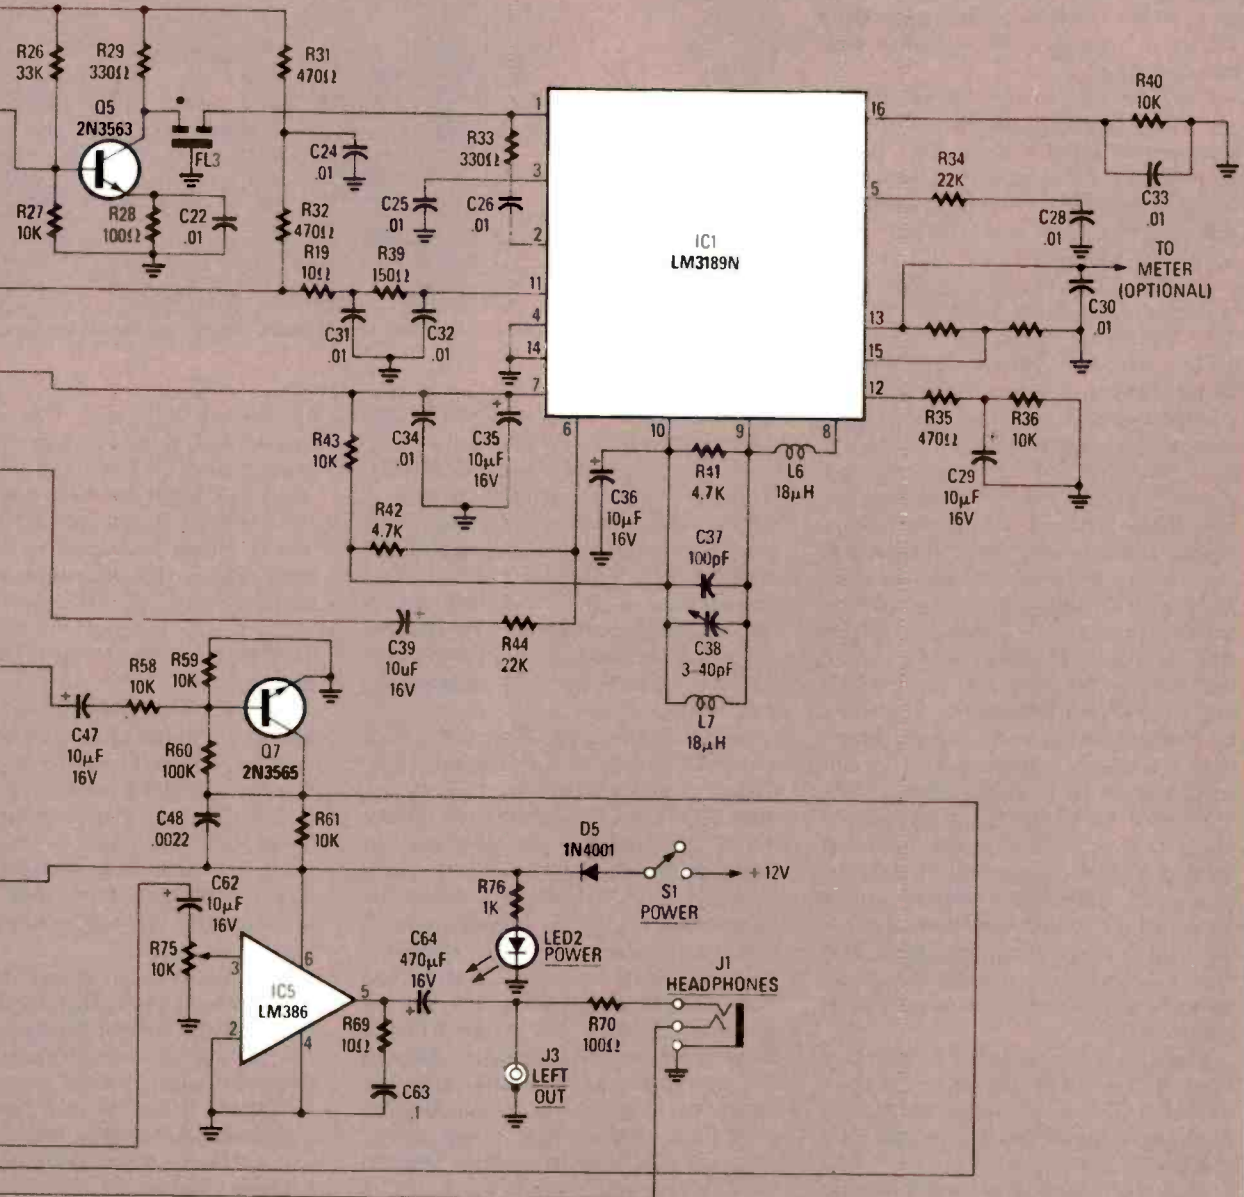 R26
33K
R29
330Ω
R31
470Ω
Q5
2N3563
FL3
C24
.01
R33
330Ω
1
16
R40
10K
C33
.01
R34
22K
3
5
R27
10K
R28
100Ω
C22
.01
R32
470Ω
C25
.01
C26
.01
2
IC1
LM3189N
C28
.01
TO
METER
(OPTIONAL)
R19
10Ω
R39
150Ω
11
C31
.01
C32
.01
4
14
7
13
15
12
C30
.01
R43
10K
C34
.01
C35
10µF
16V
+
6
10
9
8
R35
470Ω
R36
10K
+
C29
10µF
16V
+
C36
10µF
16V
R41
4.7K
L6
18µH
R42
4.7K
C37
100pF
C39
10uF
16V
+
R44
22K
C38
3-40pF
L7
18µH
R58
10K
R59
10K
+
C47
10µF
16V
R60
100K
Q7
2N3565
C48
.0022
R61
10K
D5
1N4001
S1
POWER
+ 12V
+
C62
10µF
16V
R76
1K
LED2
POWER
R75
10K
3
6
IC5
LM386
5
2
4
C64
470µF
16V
+
J1
HEADPHONES
R69
10Ω
R70
100Ω
C63
.1
J3
LEFT
OUT